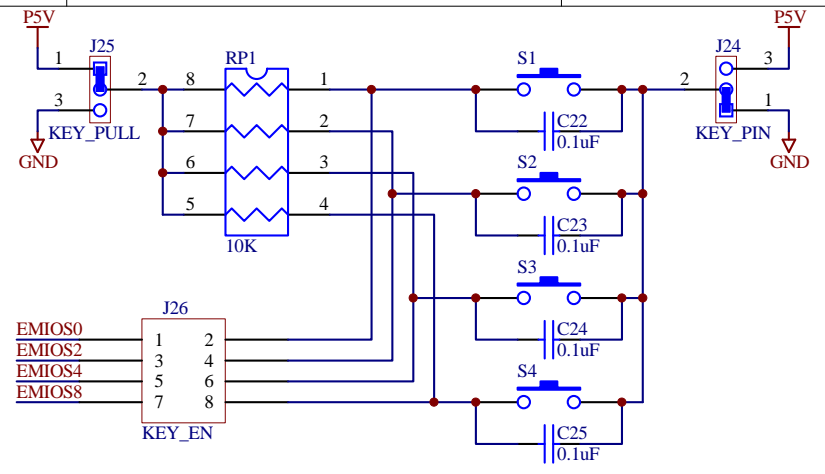 P5V
P5V
J25
RP1
S1
J24
1
8
1
3
2
2
3
7
2
C22
1
KEY_PULL
0.1uF
KEY_PIN
GND
6
3
S2
GND
5
4
C23
10K
0.1uF
S3
J26
EMIOS0
1
2
C24
EMIOS2
3
4
0.1uF
EMIOS4
5
6
S4
EMIOS8
7
8
KEY_EN
C25
0.1uF